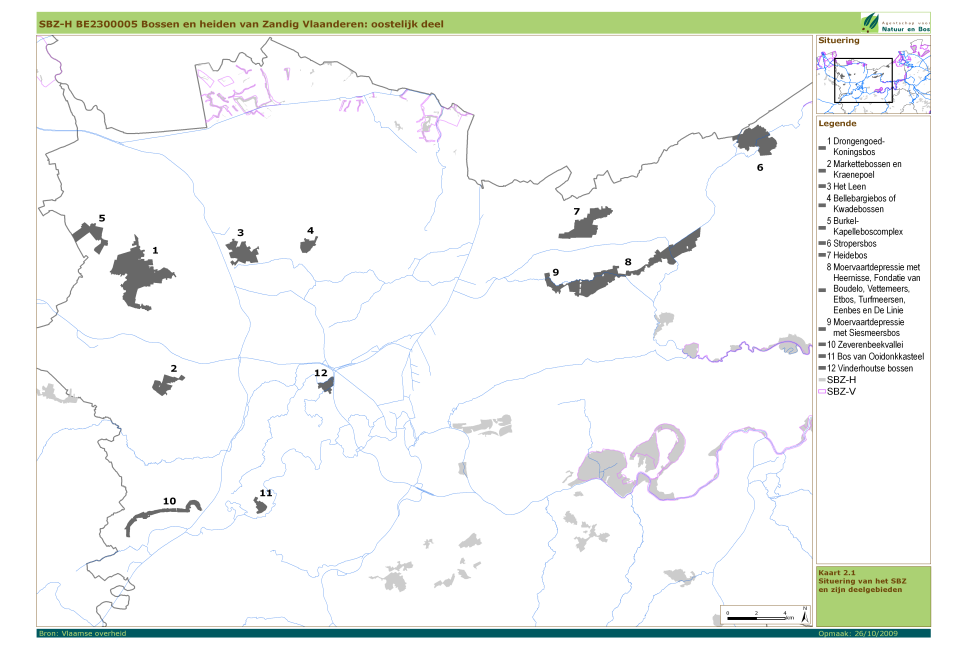 SBZ-H BE2300005 Bossen en heiden van Zandig Vlaanderen: oostelijk deel
Agentschap voor
Natuur en Bos
Situering
Legende
1 Drongengoed-
Koningsbos
2 Markettebossen en
Kraenepoel
3 Het Leen
4 Bellebargiebos of
Kwadebossen
5 Burkel-
Kapelleboscomplex
6 Stropersbos
7 Heidebos
8 Moervaartdepressie met
Heernisse, Fondatie van
Boudelo, Vettemeers,
Etbos, Turfmeersen,
Eenbes en De Linie
9 Moervaartdepressie
met Siesmeersbos
10 Zeverenbeekvallei
11 Bos van Ooidonkkasteel
12 Vinderhoutse bossen
SBZ-H
SBZ-V
6
7
5
3
4
1
8
9
2
12
11
10
N
0 2 4
km
Kaart 2.1
Situering van het SBZ
en zijn deelgebieden
Bron: Vlaamse overheid
Opmaak: 26/10/2009